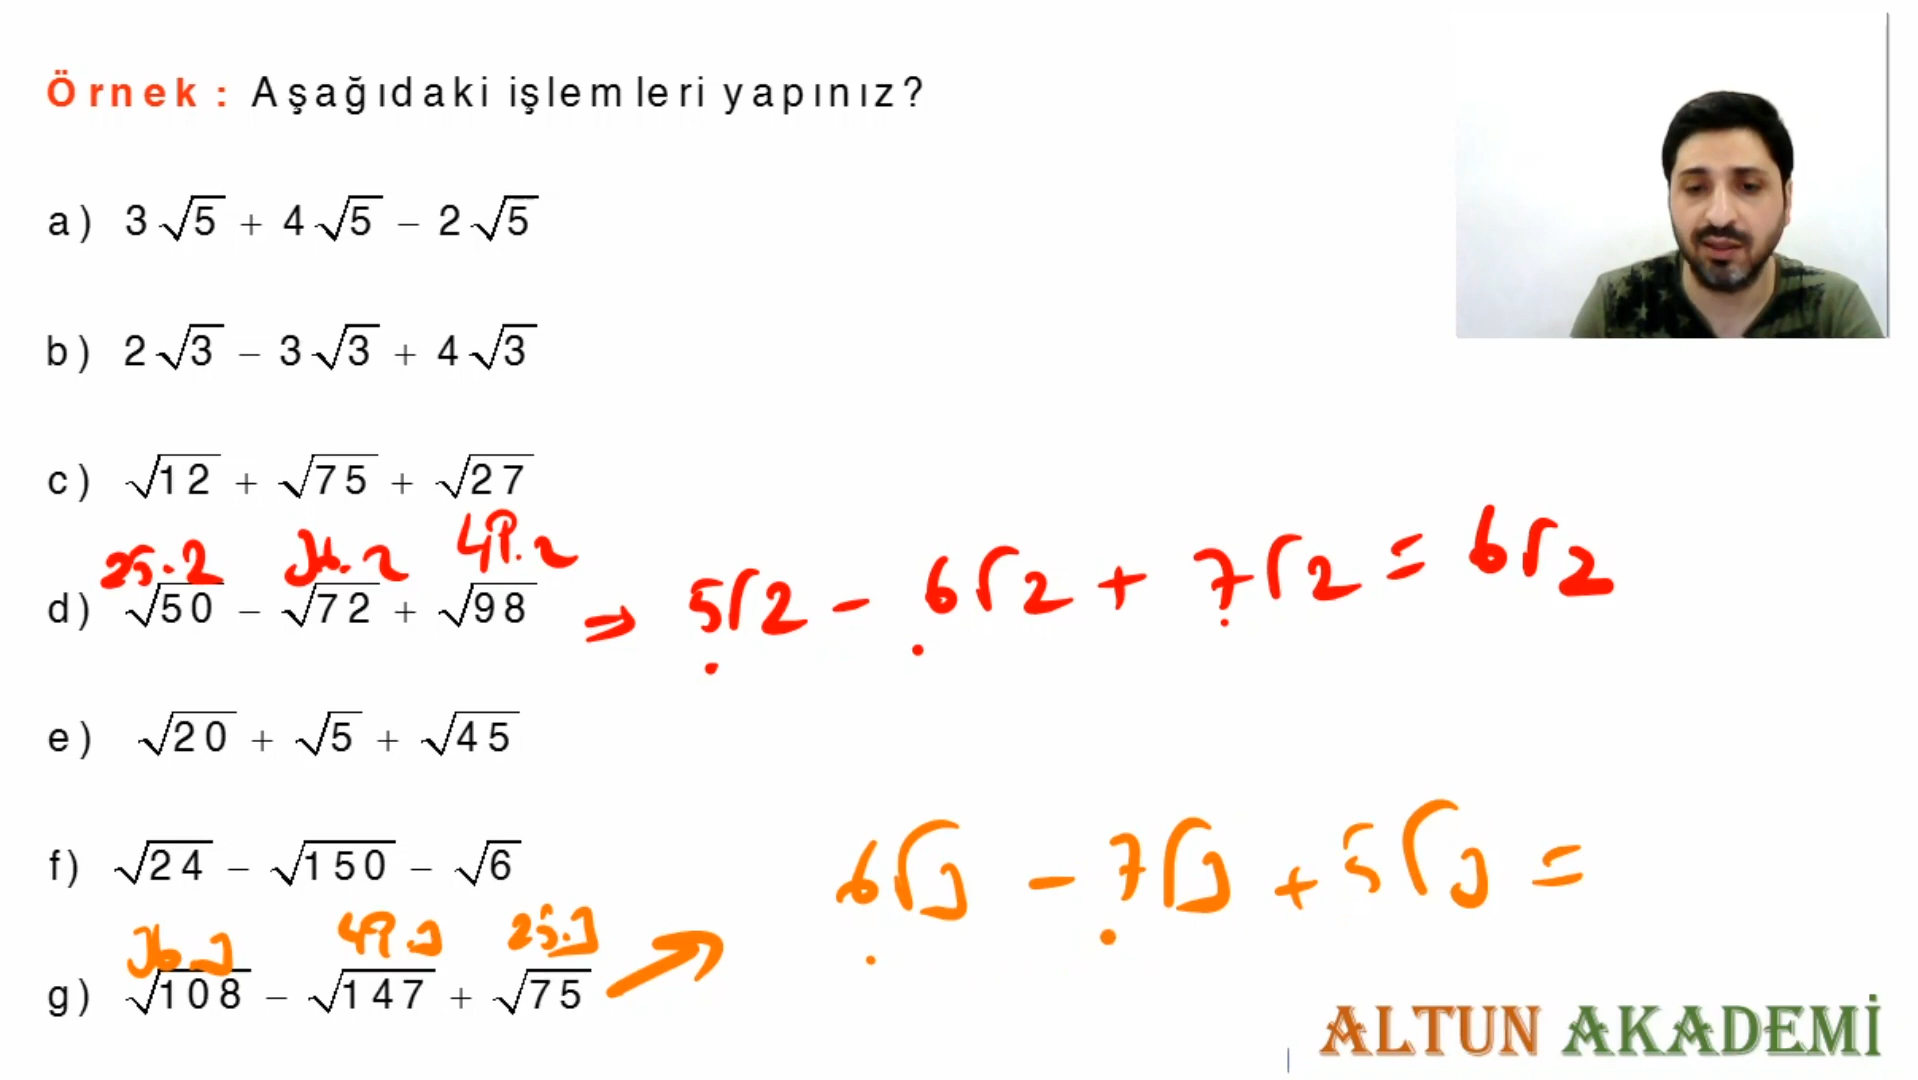 Örnek : Aşağıdaki işlemleri yapınız?
a) 3√5 + 4√5 – 2√5
b) 2√3 – 3√3 + 4√3
c) √12 + √75 + √27
25.2 36.2 49.2
d) √50 – √72 + √98 ⇒ 5√2 – 6√2 + 7√2 = 6√2
e) √20 + √5 + √45
f) √24 – √150 – √6
36.3 49.3 25.3
g) √108 – √147 + √75 → 6√3 – 7√3 + 5√3 =
ALTUN AKADEMİ